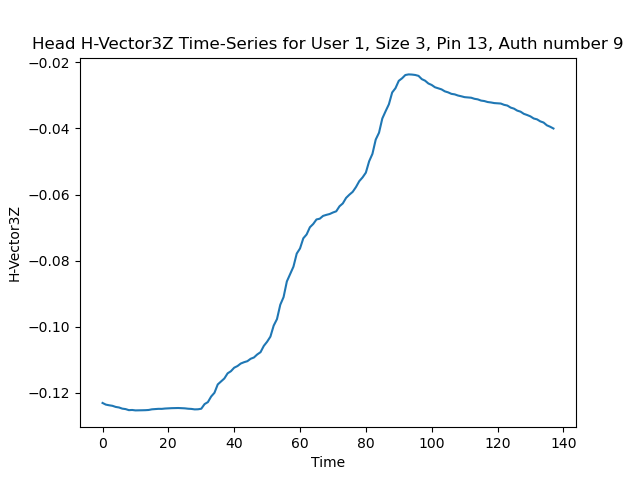 Head H-Vector3Z Time-Series for User 1, Size 3, Pin 13, Auth number 9
−0.02
−0.04
−0.06
−0.08
−0.10
−0.12
H-Vector3Z
0 20 40 60 80 100 120 140
Time